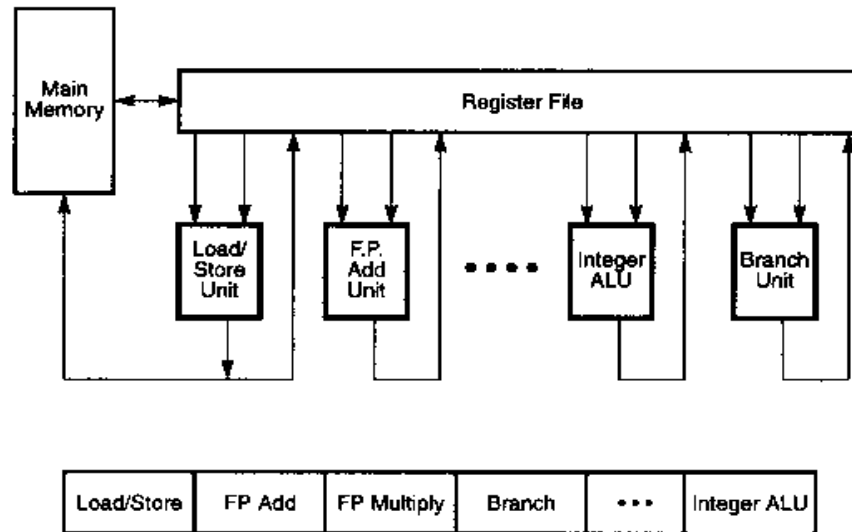 Main
Memory
Register File
Load/
Store
Unit
F.P.
Add
Unit
Integer
ALU
Branch
Unit
Load/Store
FP Add
FP Multiply
Branch
Integer ALU